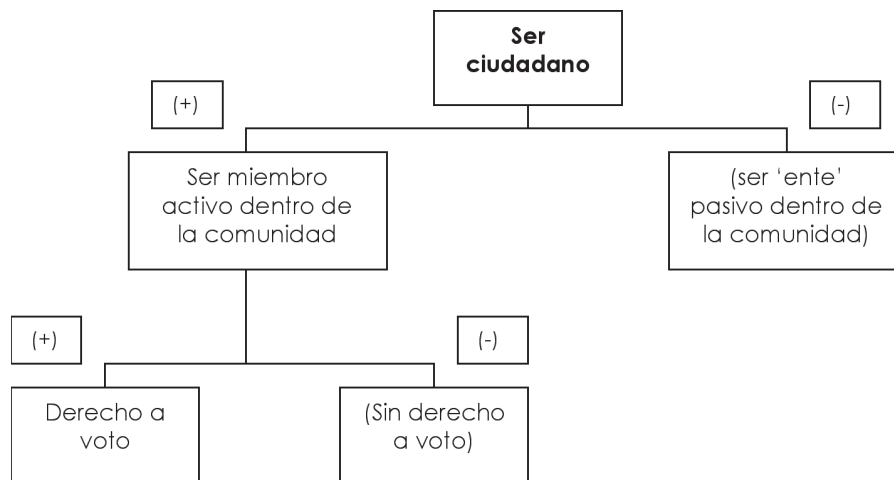 Ser
ciudadano
(+)
(-)
Ser miembro
activo dentro de
la comunidad
(ser ‘ente’
pasivo dentro de
la comunidad)
(+)
(-)
Derecho a
voto
(Sin derecho
a voto)